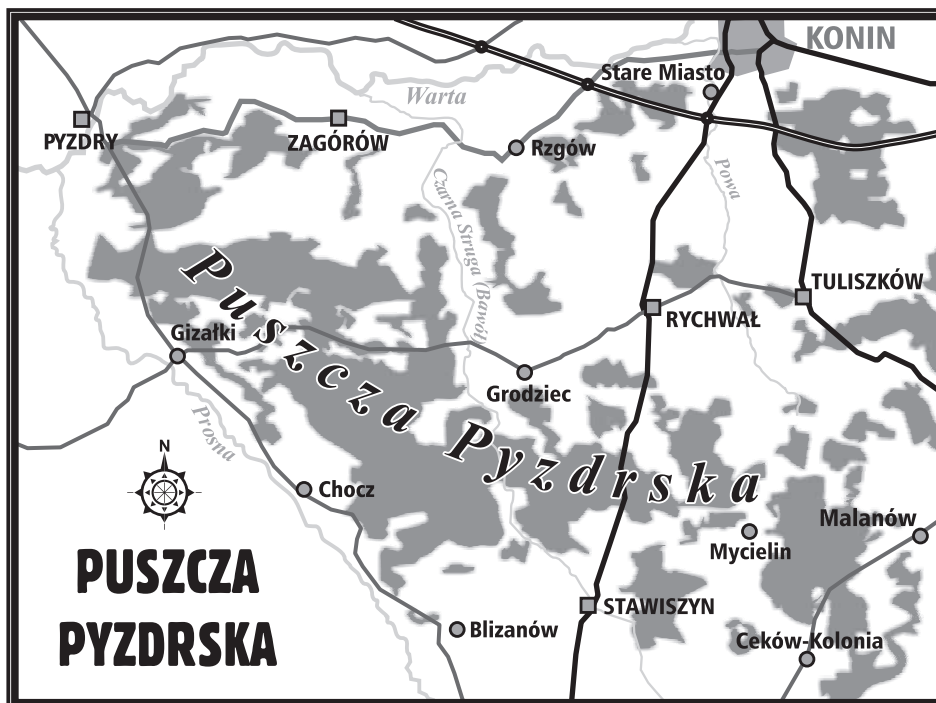 KONIN
Stare Miasto
Warta
PYZDRY
ZAGÓRÓW
Rzgów
Powa
Czarna Struga (Bawół)
Puszcza Pyzdrska
TULISZKÓW
RYCHWAŁ
Gizałki
Grodziec
Prosna
N
Chocz
Malanów
Mycielin
PUSZCZA
PYZDRSKA
STAWISZYN
Blizanów
Ceków-Kolonia